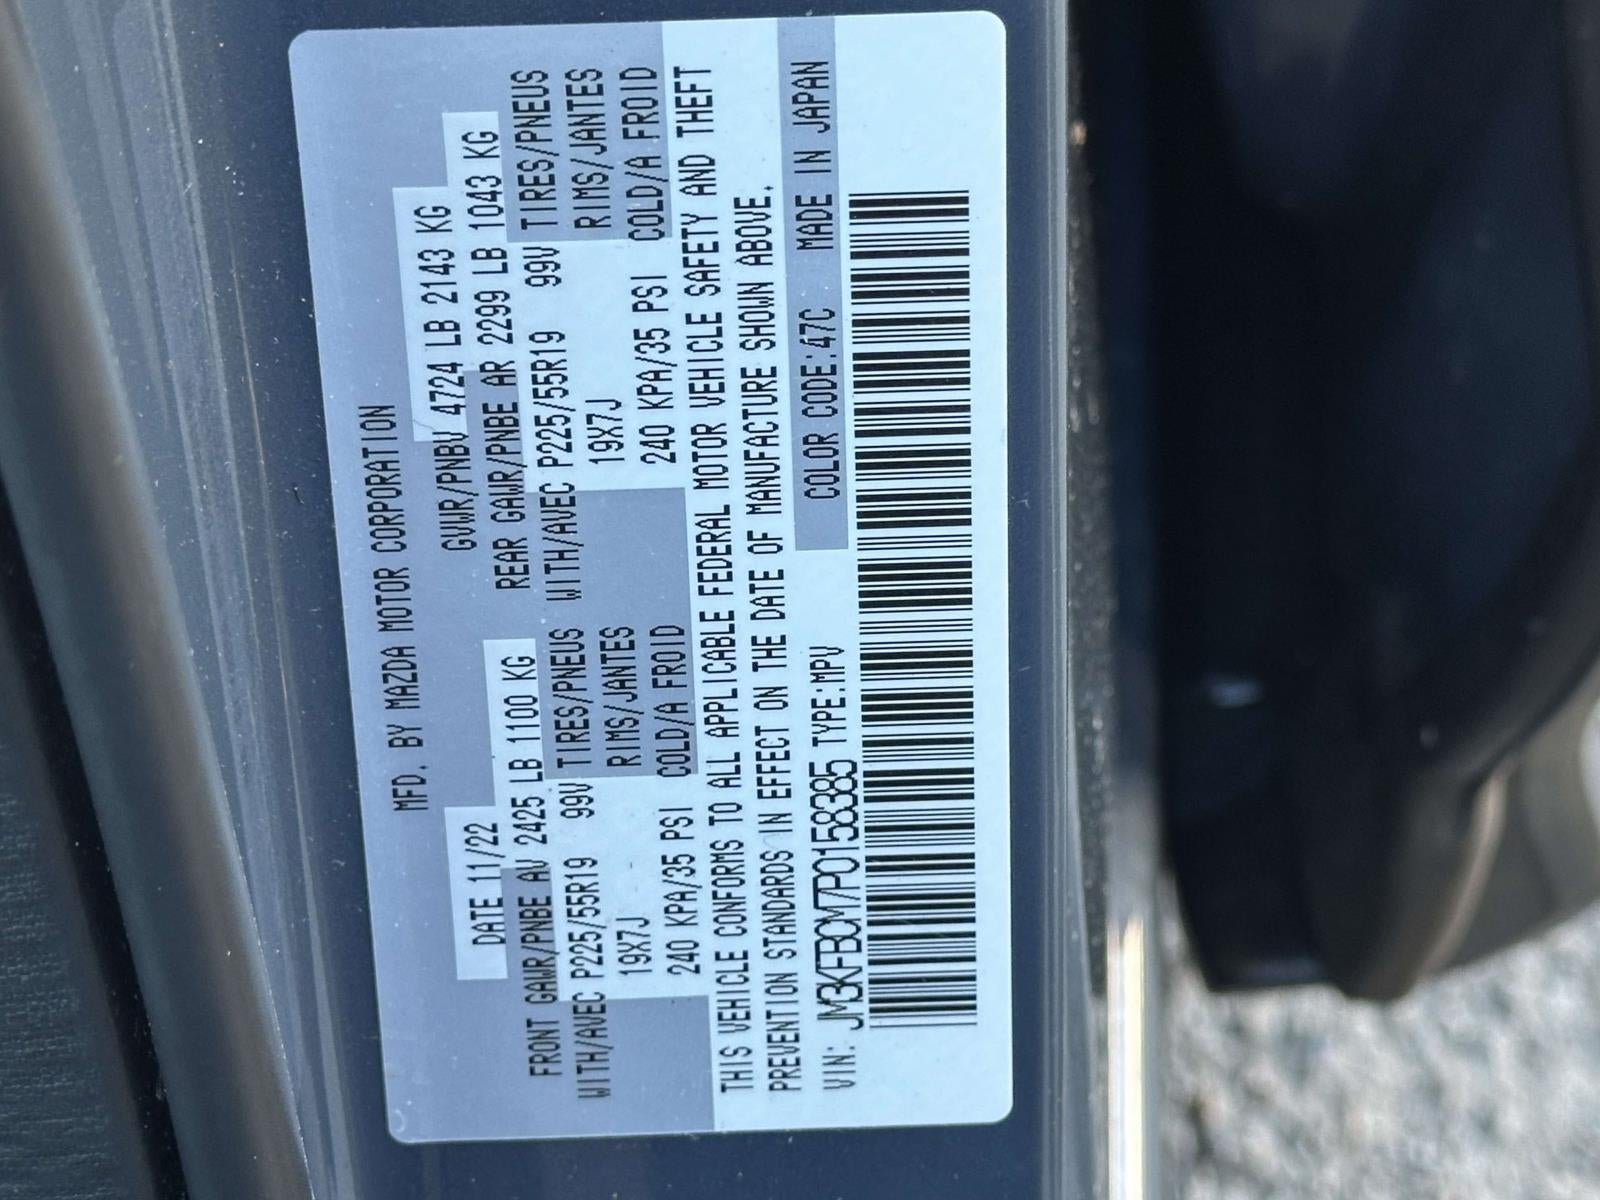 MFD. BY MAZDA MOTOR CORPORATION
DATE 11/22 GVWR/PNBV 4724 LB 2143 KG
FRONT GAWR/PNBE AV 2425 LB 1100 KG REAR GAWR/PNBE AR 2299 LB 1043 KG
WITH/AVEC P225/55R19 99V TIRES/PNEUS WITH/AVEC P225/55R19 99V TIRES/PNEUS
19X7J RIMS/JANTES 19X7J RIMS/JANTES
240 KPA/35 PSI COLD/A FROID 240 KPA/35 PSI COLD/A FROID
THIS VEHICLE CONFORMS TO ALL APPLICABLE FEDERAL MOTOR VEHICLE SAFETY AND THEFT
PREVENTION STANDARDS IN EFFECT ON THE DATE OF MANUFACTURE SHOWN ABOVE.
VIN: JM3KFBCM7P0158385 TYPE:MPV COLOR CODE:47C MADE IN JAPAN